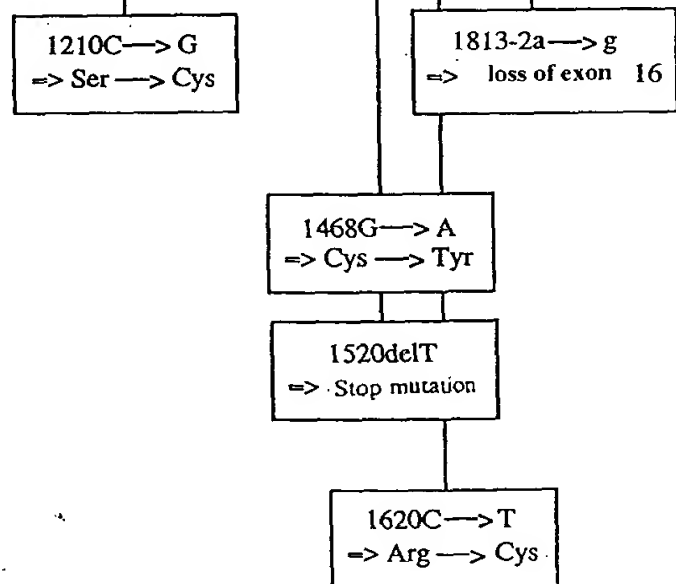 1210C—> G
=> Ser —> Cys
1813-2a—> g
=> loss of exon 16
1468G—> A
=> Cys —> Tyr
1520delT
=> Stop mutation
1620C—> T
=> Arg —> Cys